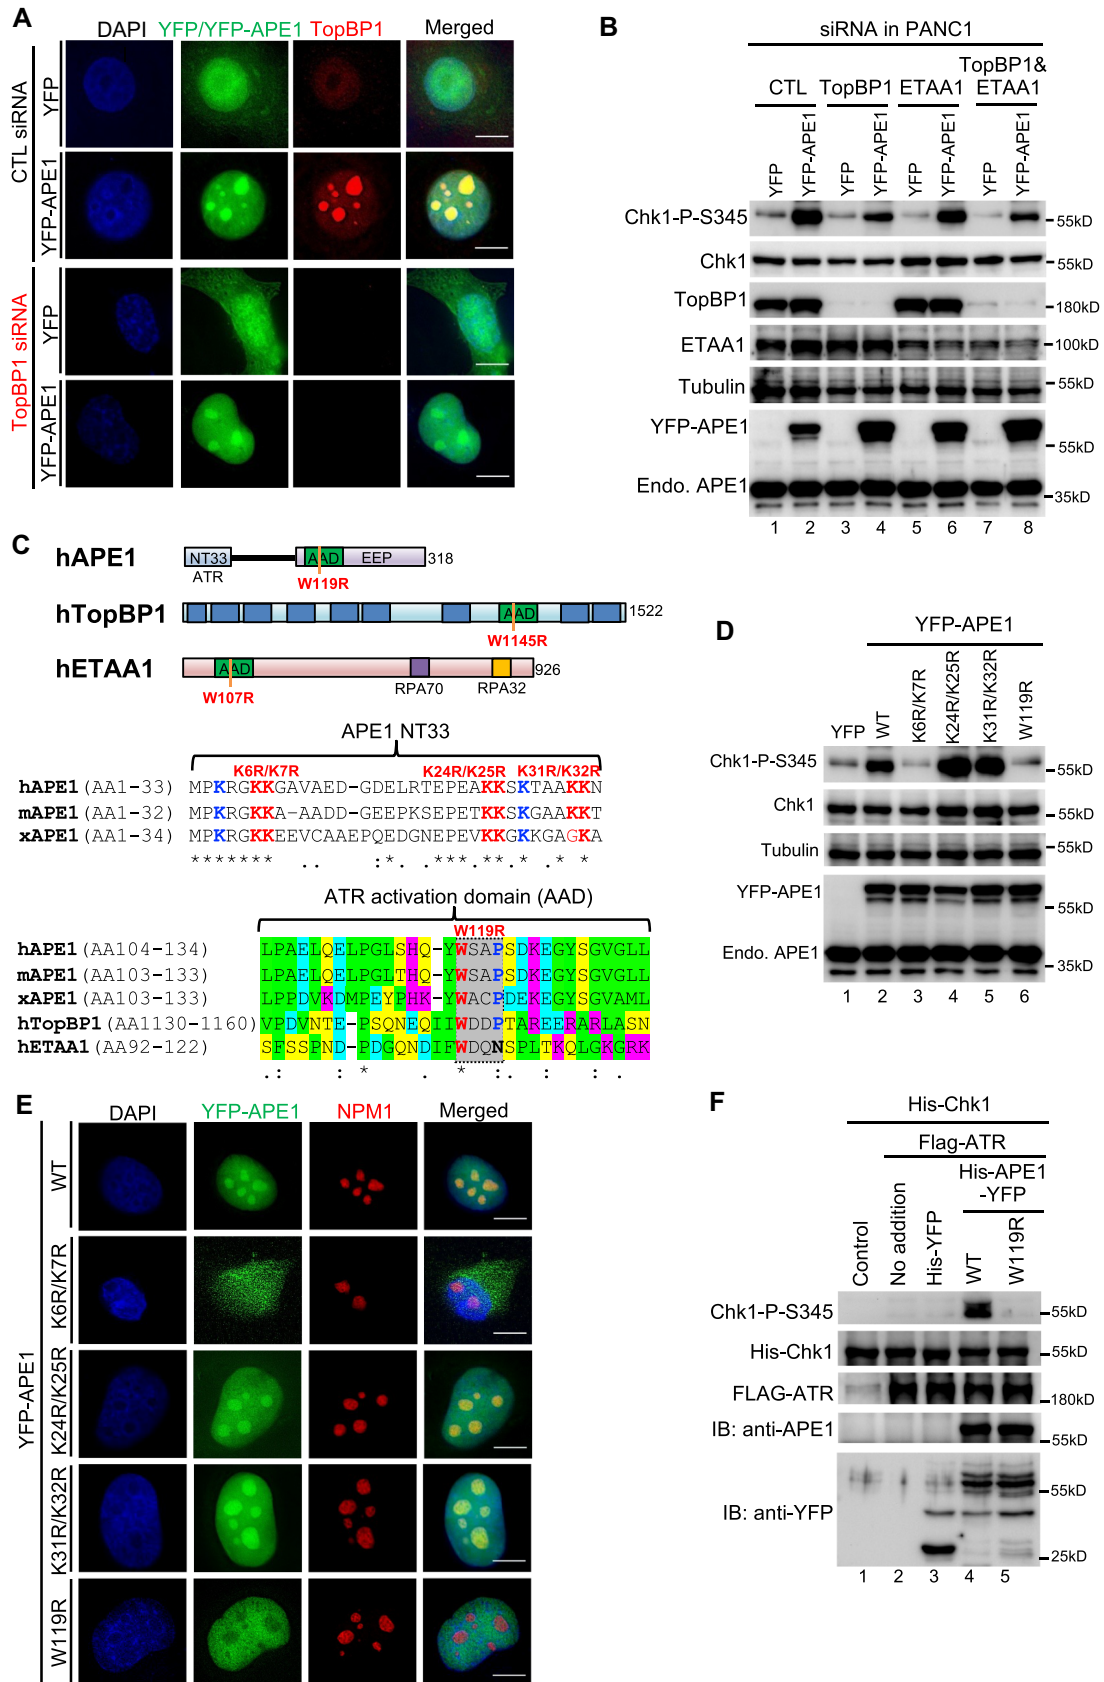 A
DAPI YFP/YFP-APE1 TopBP1 Merged
CTL siRNA
YFP
YFP-APE1
TopBP1 siRNA
YFP
YFP-APE1
B
siRNA in PANC1
CTL TopBP1 ETAA1 TopBP1& ETAA1
YFP YFP-APE1 YFP YFP-APE1 YFP YFP-APE1 YFP YFP-APE1
Chk1-P-S345 55kD
Chk1 55kD
TopBP1 180kD
ETAA1 100kD
Tubulin 55kD
YFP-APE1 55kD
Endo. APE1 35kD
1 2 3 4 5 6 7 8
C
hAPE1 NT33 AAD EEP 318
ATR W119R
hTopBP1 AAD 1522
W1145R
hETAA1 AAD 926
W107R RPA70 RPA32
APE1 NT33
K6R/K7R K24R/K25R K31R/K32R
hAPE1 (AA1-33) MPKRGKKGAVAED-GDELRTEPEAKKSKTAAKKN
mAPE1 (AA1-32) MPKRGKKA-AADD-GEEPKSEPETKKSKGAAKKT
xAPE1 (AA1-34) MPKRGKKEEVCAAEPQEDGNEPEVKKGKKGAGKA
******* .. :* .*** **.* * *
ATR activation domain (AAD)
W119R
hAPE1 (AA104-134) LPAELQELPGLSHQ-YWSAPSDKEGYSGVGLL
mAPE1 (AA103-133) LPAELQELPGLTHQ-YWSAPSDKEGYSGVGLL
xAPE1 (AA103-133) LPPDVKDMPEYPHK-YWACPDEKEGYSGVAML
hTopBP1 (AA1130-1160) VPDVNTE-PSQNEQIIWDDPTAREERARLASN
hETAA1 (AA92-122) SFSSPND-PDGQNDIFWDQNSPLTKQLGKGRK
.: * . * :. : : .
D
YFP-APE1
YFP WT K6R/K7R K24R/K25R K31R/K32R W119R
Chk1-P-S345 55kD
Chk1 55kD
Tubulin 55kD
YFP-APE1 55kD
Endo. APE1 35kD
1 2 3 4 5 6
E
DAPI YFP-APE1 NPM1 Merged
YFP-APE1
WT
K6R/K7R
K24R/K25R
K31R/K32R
W119R
F
His-Chk1
Flag-ATR
His-APE1 -YFP
Control No addition His-YFP WT W119R
Chk1-P-S345 55kD
His-Chk1 55kD
FLAG-ATR 180kD
IB: anti-APE1 55kD
IB: anti-YFP 55kD
25kD
1 2 3 4 5